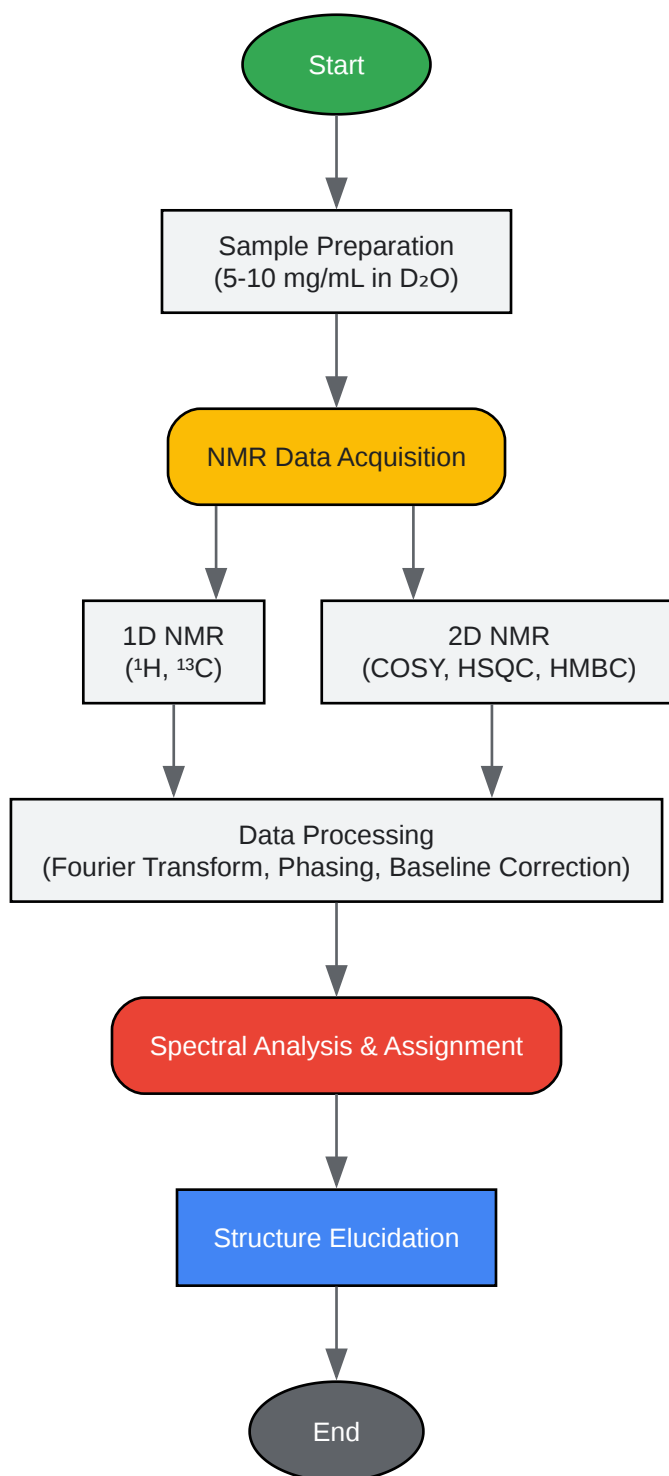 Start
Sample Preparation
(5-10 mg/mL in D₂O)
NMR Data Acquisition
1D NMR
(¹H, ¹³C)
2D NMR
(COSY, HSQC, HMBC)
Data Processing
(Fourier Transform, Phasing, Baseline Correction)
Spectral Analysis & Assignment
Structure Elucidation
End